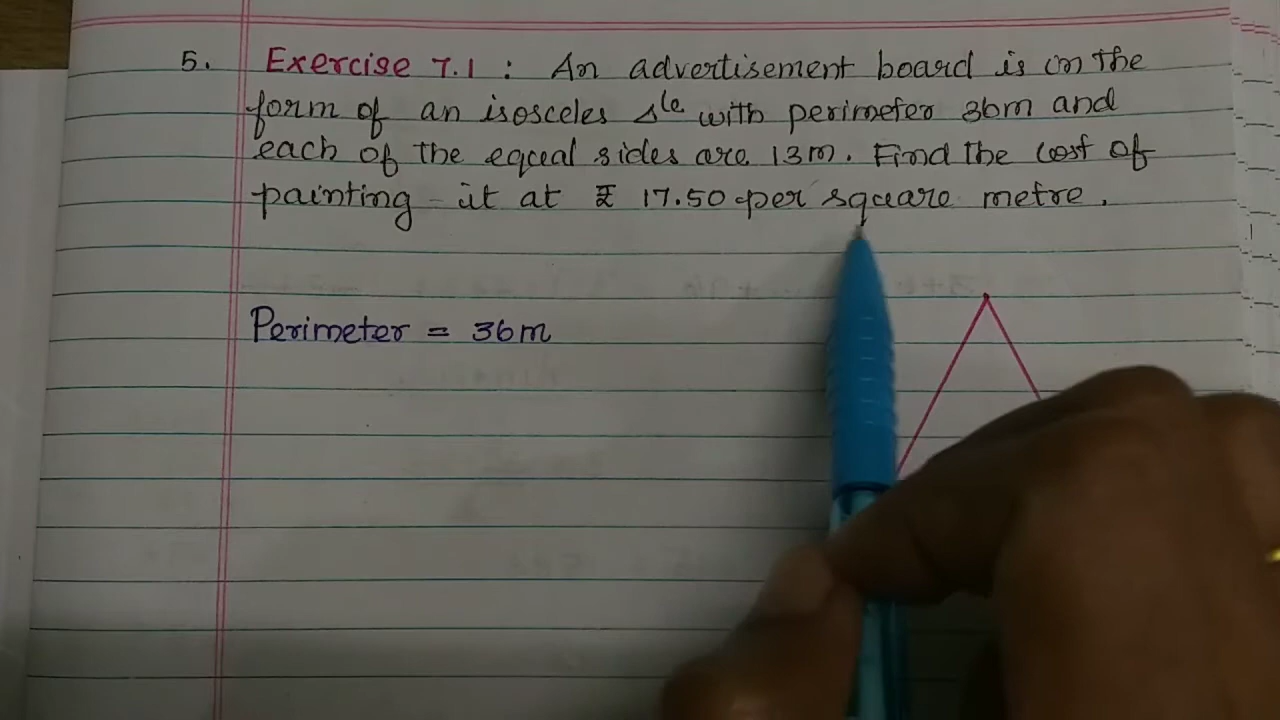 5. Exercise 7.1 : An advertisement board is in the
form of an isosceles Δle with perimeter 36m and
each of the equal sides are 13m. Find the cost of
painting it at ₹ 17.50 per square metre.
Perimeter = 36m